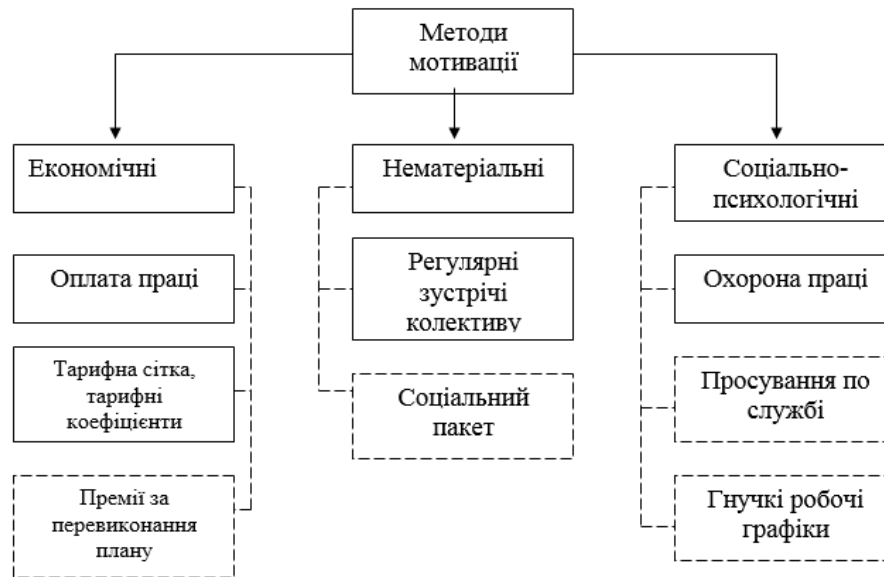 Методи
мотивації
Економічні
Оплата праці
Тарифна сітка,
тарифні
коефіцієнти
Премії за
перевиконання
плану
Нематеріальні
Регулярні
зустрічі
колективу
Соціальний
пакет
Соціально-
психологічні
Охорона праці
Просування по
службі
Гнучкі робочі
графіки